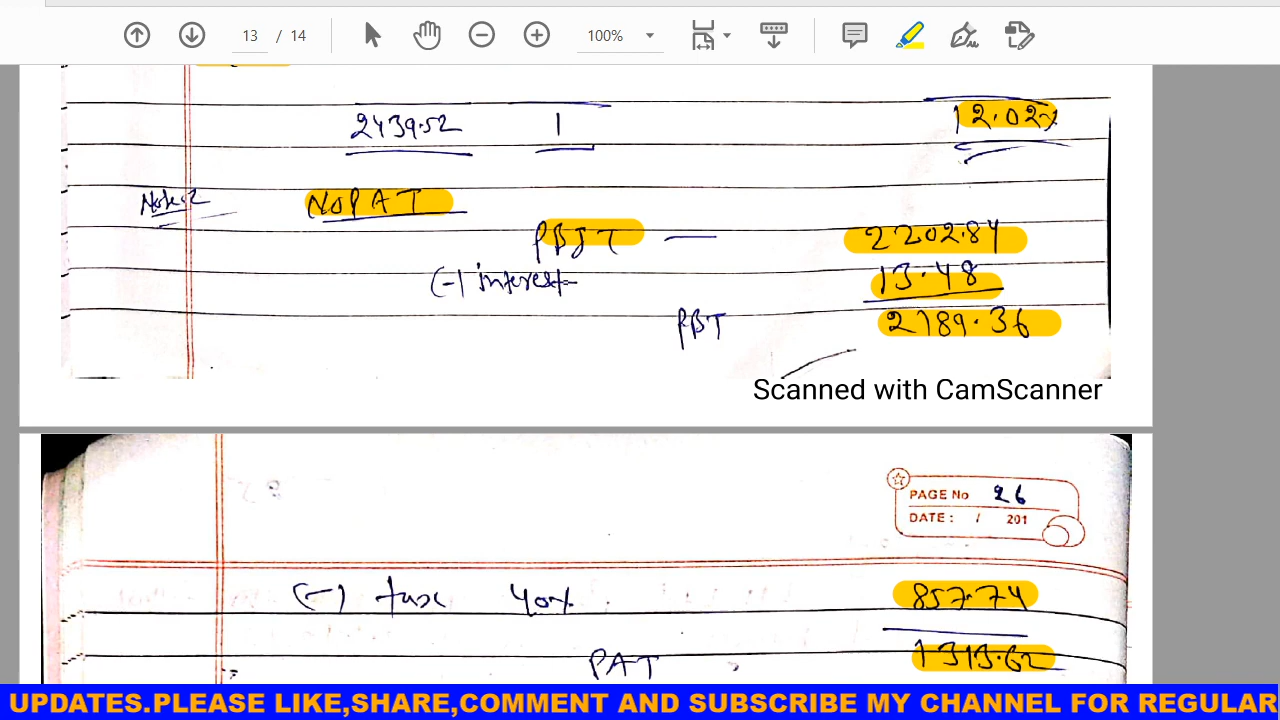 13 / 14 100%
2439.52 1 12.02%
Note 2 NOPAT
PBIT — 2202.84
(-) interest 13.48
PBT 2189.36
Scanned with CamScanner
PAGE No 26
DATE: / 201
(-) tax 40% 857.74
PAT 1313.62
UPDATES.PLEASE LIKE,SHARE,COMMENT AND SUBSCRIBE MY CHANNEL FOR REGULAR